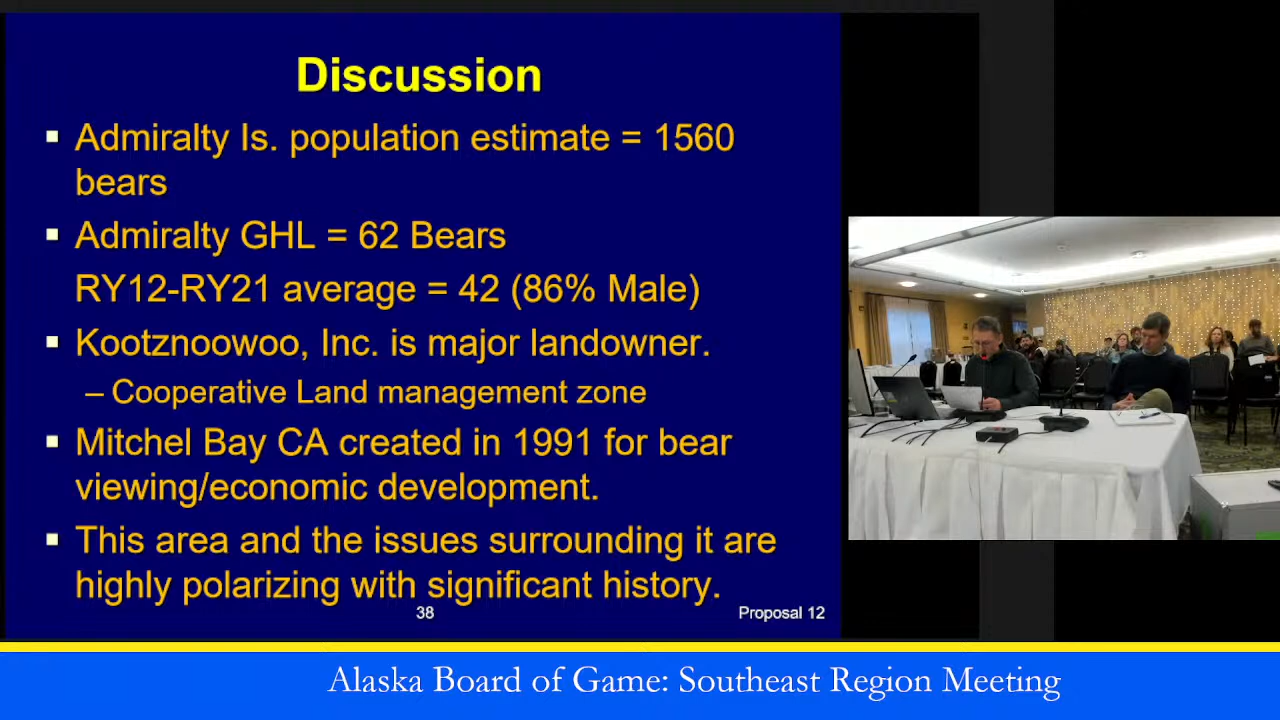 Discussion
▪ Admiralty Is. population estimate = 1560
bears
▪ Admiralty GHL = 62 Bears
RY12-RY21 average = 42 (86% Male)
▪ Kootznoowoo, Inc. is major landowner.
– Cooperative Land management zone
▪ Mitchel Bay CA created in 1991 for bear
viewing/economic development.
▪ This area and the issues surrounding it are
highly polarizing with significant history.
38
Proposal 12
Alaska Board of Game: Southeast Region Meeting